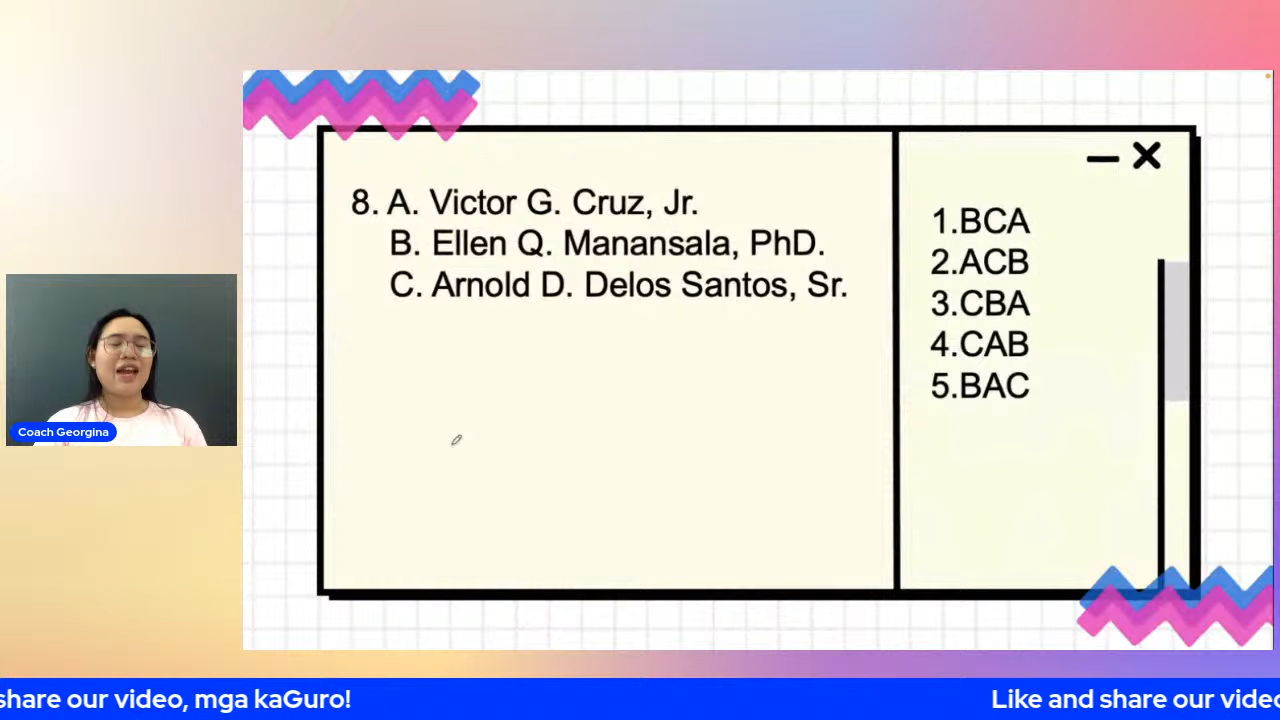 8. A. Victor G. Cruz, Jr.
B. Ellen Q. Manansala, PhD.
C. Arnold D. Delos Santos, Sr.
1.BCA
2.ACB
3.CBA
4.CAB
5.BAC
Coach Georgina
share our video, mga kaGuro!
Like and share our video